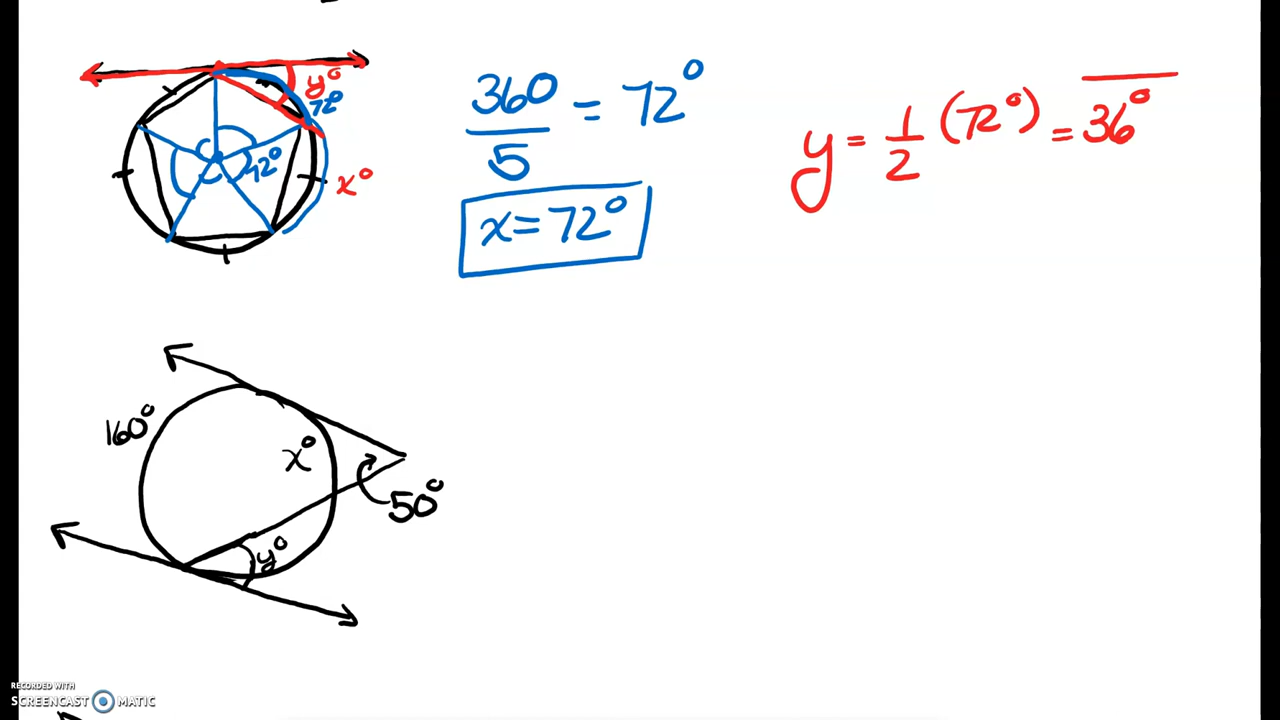 y°
72°
x°
72°
360/5 = 72°
x = 72°
y = 1/2 (72°) = 36°
160°
x°
50°
y°
RECORDED WITH
SCREENCAST MATIC